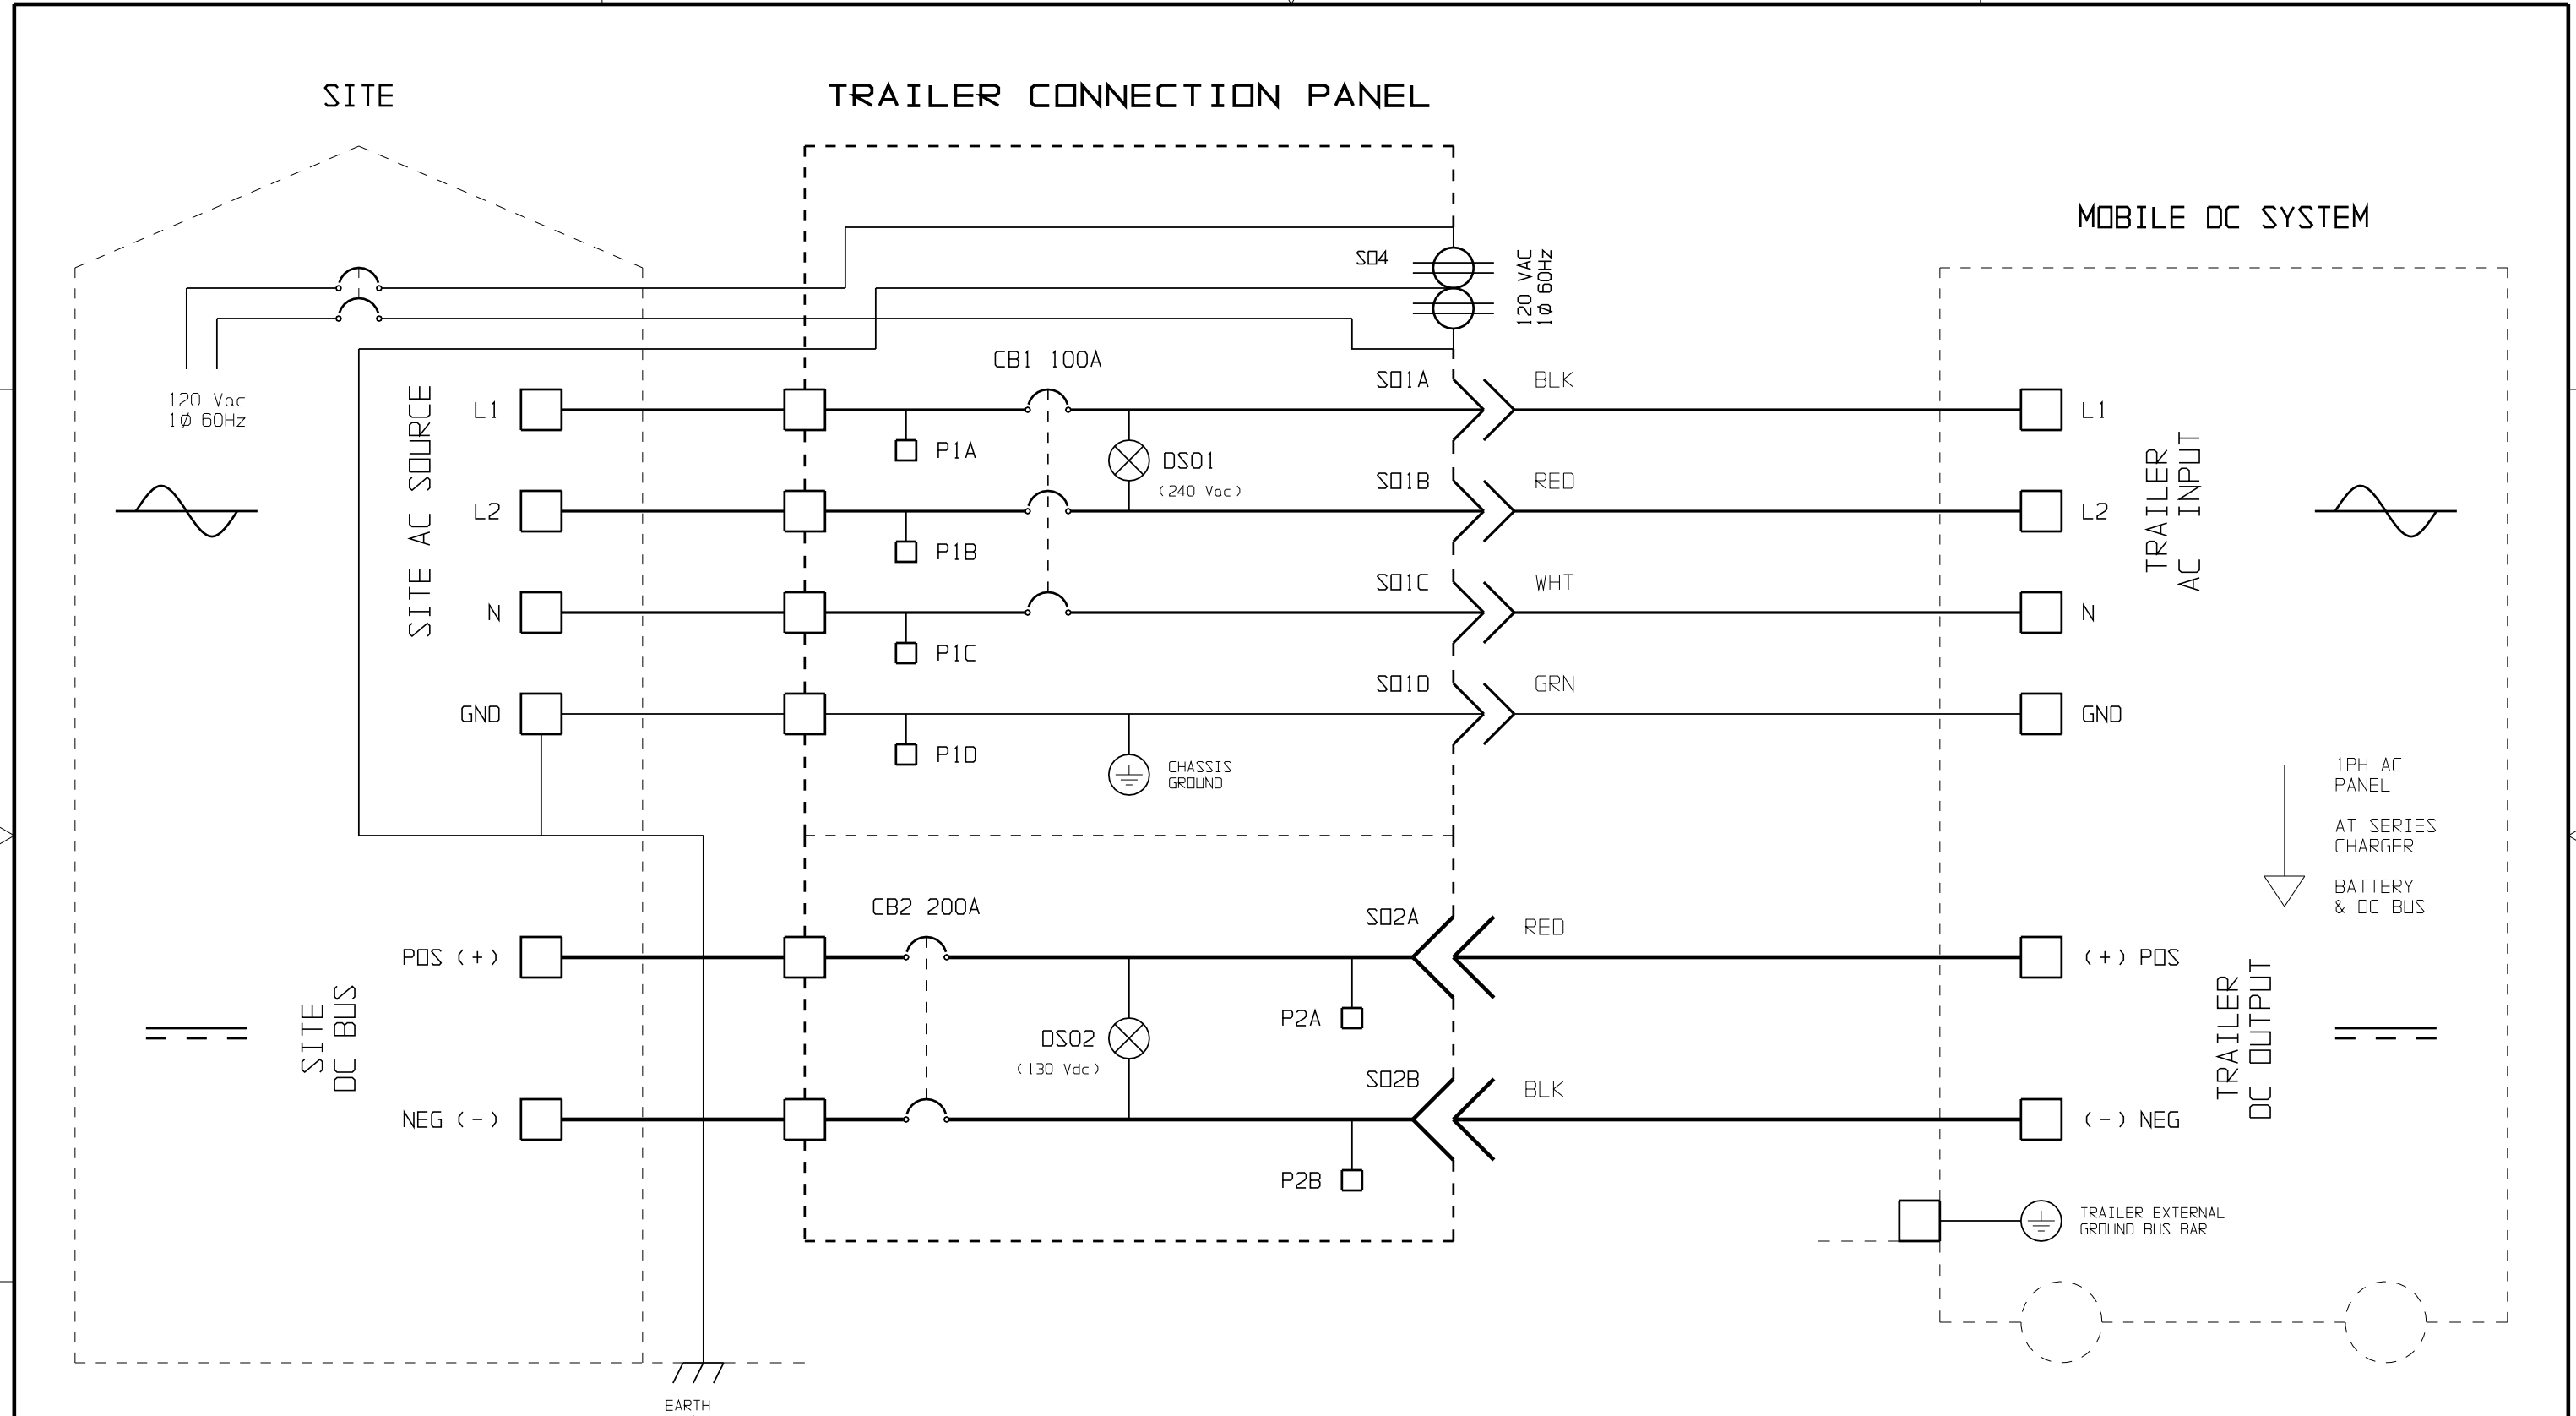 SITE
TRAILER CONNECTION PANEL
MOBILE DC SYSTEM
SO4
120 VAC
1Ø 60Hz
120 Vac
1Ø 60Hz
SITE AC SOURCE
CB1 100A
L1
P1A
DSO1
(240 Vac)
SO1A
BLK
L1
L2
P1B
SO1B
RED
L2
N
P1C
SO1C
WHT
N
GND
P1D
CHASSIS
GROUND
SO1D
GRN
GND
TRAILER
AC INPUT
1PH AC
PANEL
AT SERIES
CHARGER
BATTERY
& DC BUS
SITE
DC BUS
CB2 200A
POS (+)
SO2A
RED
(+) POS
DSO2
(130 Vdc)
P2A
NEG (-)
SO2B
BLK
(-) NEG
P2B
TRAILER
DC OUTPUT
TRAILER EXTERNAL
GROUND BUS BAR
EARTH